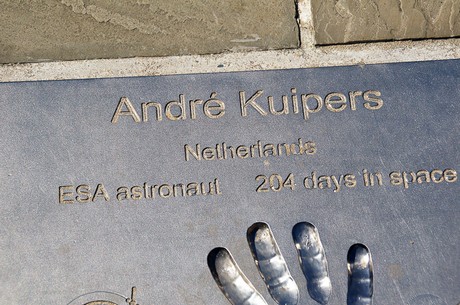 André Kuipers
Netherlands
ESA astronaut 204 days in space